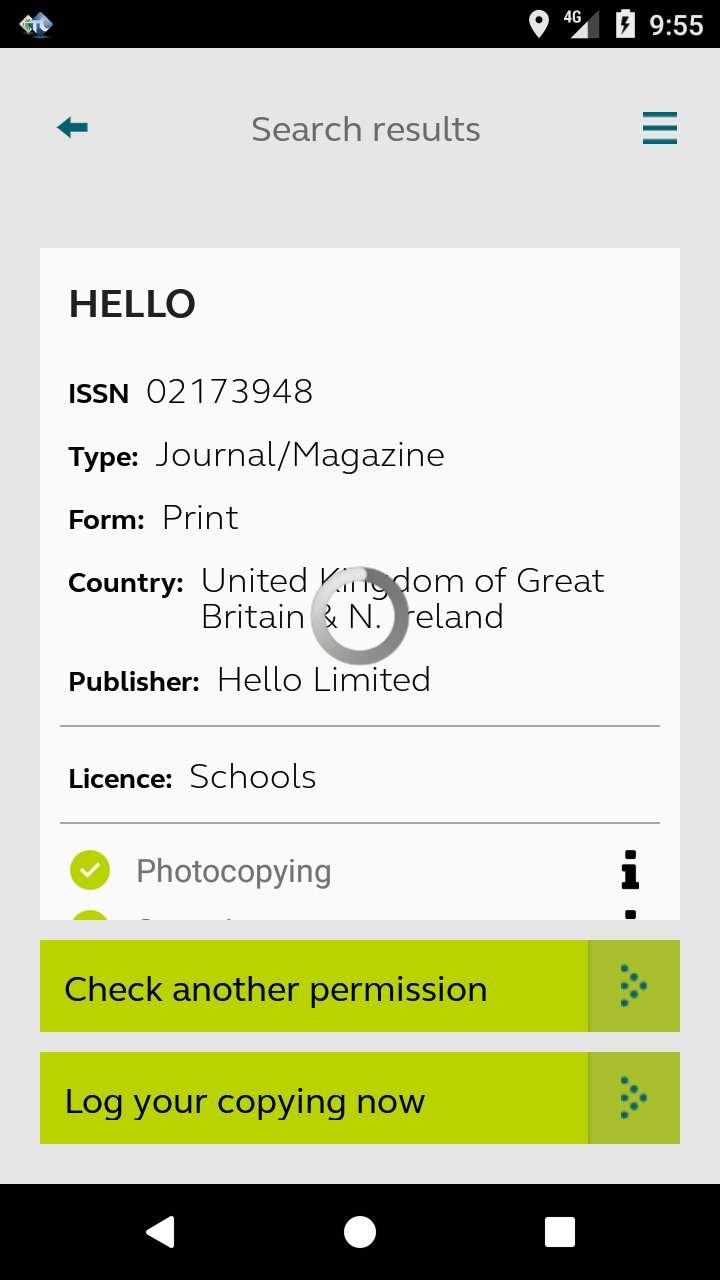 4G 9:55
Search results
HELLO
ISSN 02173948
Type: Journal/Magazine
Form: Print
Country: United Kingdom of Great
Britain & N. Ireland
Publisher: Hello Limited
Licence: Schools
Photocopying
Check another permission
Log your copying now